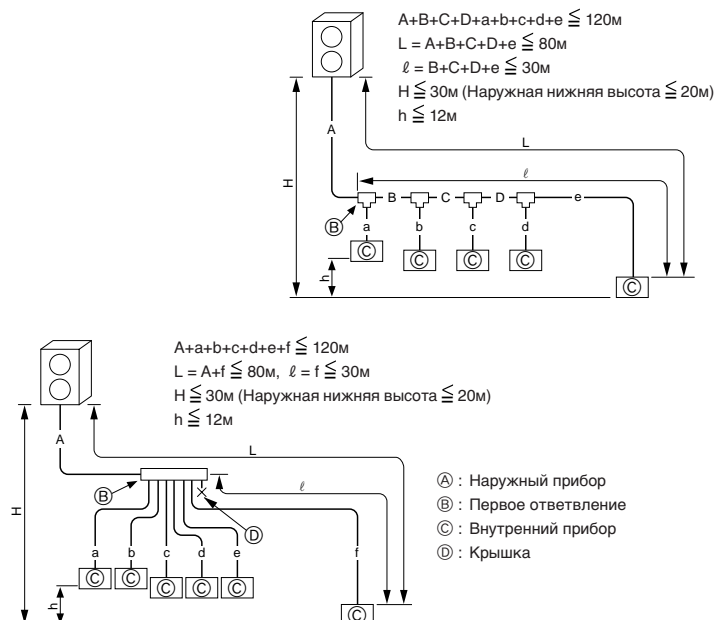 A+B+C+D+a+b+c+d+e ≦ 120м
L = A+B+C+D+e ≦ 80м
ℓ = B+C+D+e ≦ 30м
H ≦ 30м (Наружная нижняя высота ≦ 20м)
h ≦ 12м
A
L
H
ℓ
B
C
D
e
Ⓑ
a
b
c
d
Ⓒ
Ⓒ
Ⓒ
Ⓒ
h
Ⓒ
A+a+b+c+d+e+f ≦ 120м
L = A+f ≦ 80м, ℓ = f ≦ 30м
H ≦ 30м (Наружная нижняя высота ≦ 20м)
h ≦ 12м
A
L
H
Ⓑ
ℓ
Ⓓ
a
b
c
d
e
f
Ⓒ
Ⓒ
Ⓒ
Ⓒ
Ⓒ
h
Ⓒ
Ⓐ : Наружный прибор
Ⓑ : Первое ответвление
Ⓒ : Внутренний прибор
Ⓓ : Крышка